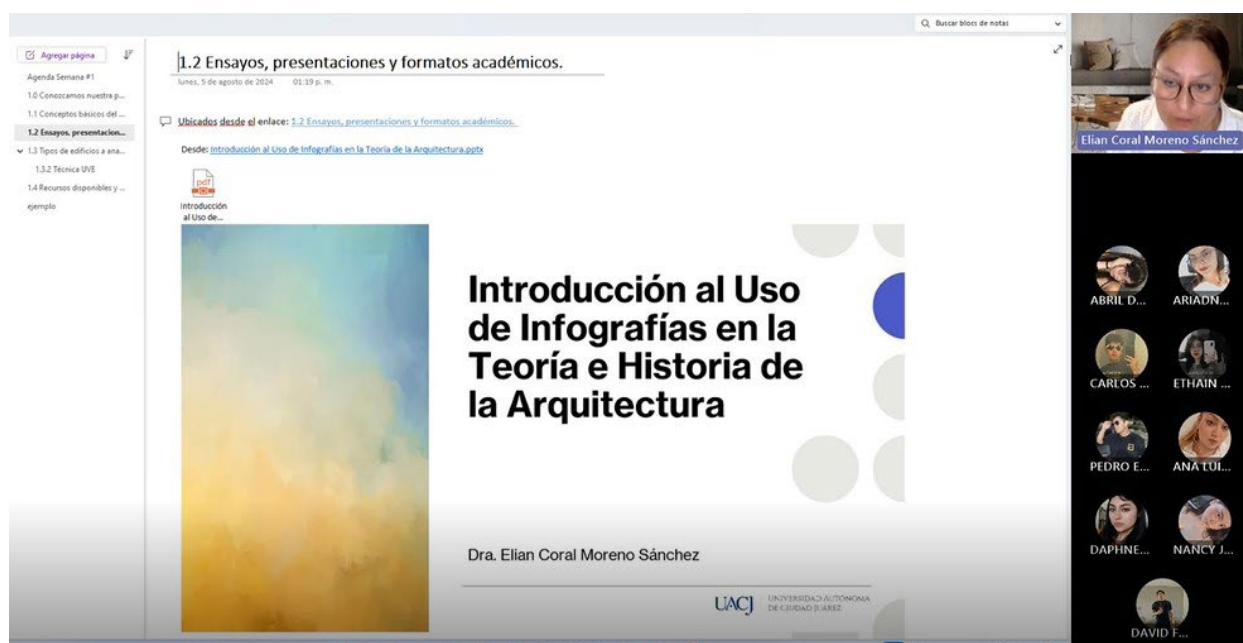 Buscar blocs de notas
Agregar página
Agenda Semana #1
1.0 Conozcamos nuestra p...
1.1 Conceptos básicos del ...
1.2 Ensayos, presentacion...
1.3 Tipos de edificios a ana...
1.3.2 Técnica UVE
1.4 Recursos disponibles y ...
ejemplo
1.2 Ensayos, presentaciones y formatos académicos.
lunes, 5 de agosto de 2024 01:19 p. m.
Ubicados desde el enlace: 1.2 Ensayos, presentaciones y formatos académicos.
Desde: Introducción al Uso de Infografías en la Teoría de la Arquitectura.pptx
pdf
Introducción
al Uso de...
Introducción al Uso
de Infografías en la
Teoría e Historia de
la Arquitectura
Dra. Elian Coral Moreno Sánchez
UACJ
UNIVERSIDAD AUTÓNOMA
DE CIUDAD JUÁREZ
Elian Coral Moreno Sánchez
ABRIL D...
ARIADN...
CARLOS ...
ETHAIN ...
PEDRO E...
ANA LUI...
DAPHNE...
NANCY J...
DAVID F...